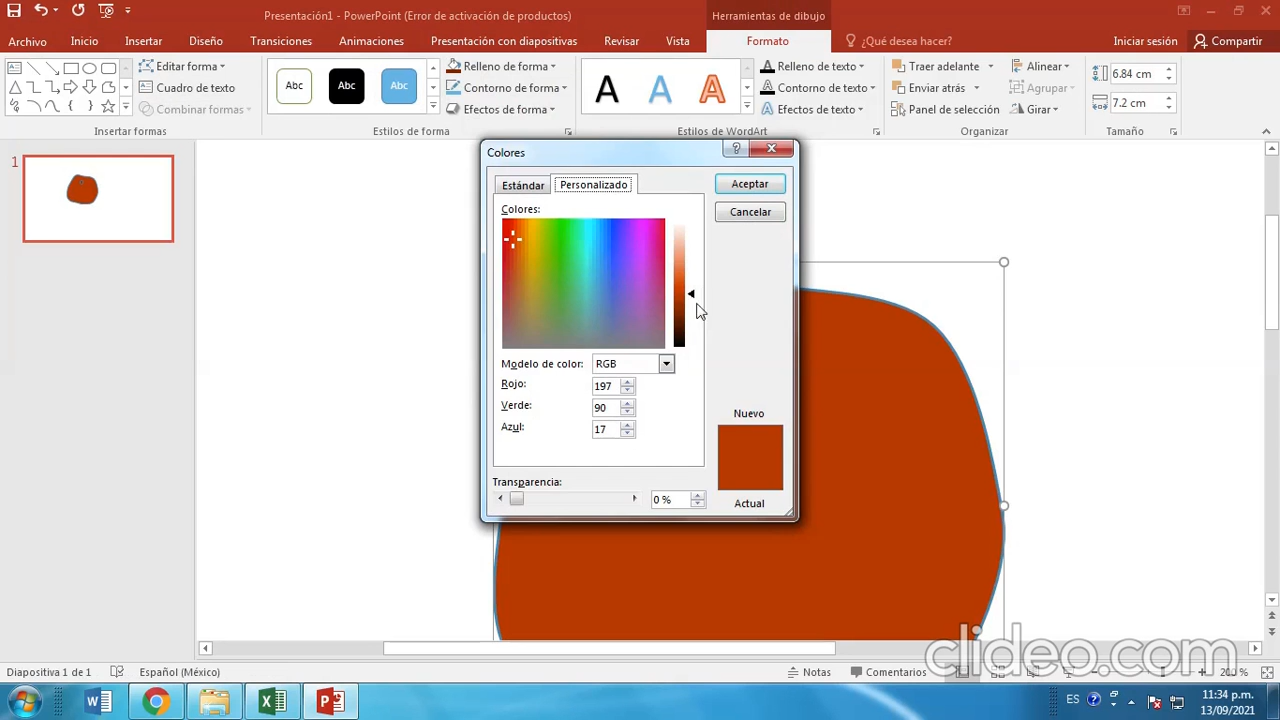 Presentación1 - PowerPoint (Error de activación de productos)
Herramientas de dibujo
Archivo
Inicio
Insertar
Diseño
Transiciones
Animaciones
Presentación con diapositivas
Revisar
Vista
Formato
¿Qué desea hacer?
Iniciar sesión
Compartir
Editar forma
Cuadro de texto
Combinar formas
Insertar formas
Abc
Abc
Abc
Relleno de forma
Contorno de forma
Efectos de forma
Estilos de forma
A
A
A
Relleno de texto
Contorno de texto
Efectos de texto
Estilos de WordArt
Traer adelante
Enviar atrás
Panel de selección
Alinear
Agrupar
Girar
Organizar
6.84 cm
7.2 cm
Tamaño
1
Colores
Estándar
Personalizado
Aceptar
Cancelar
Colores:
Modelo de color:
RGB
Rojo:
197
Verde:
90
Azul:
17
Nuevo
Actual
Transparencia:
0 %
clideo.com
Diapositiva 1 de 1
Español (México)
Notas
Comentarios
200 %
ES
11:34 p.m.
13/09/2021